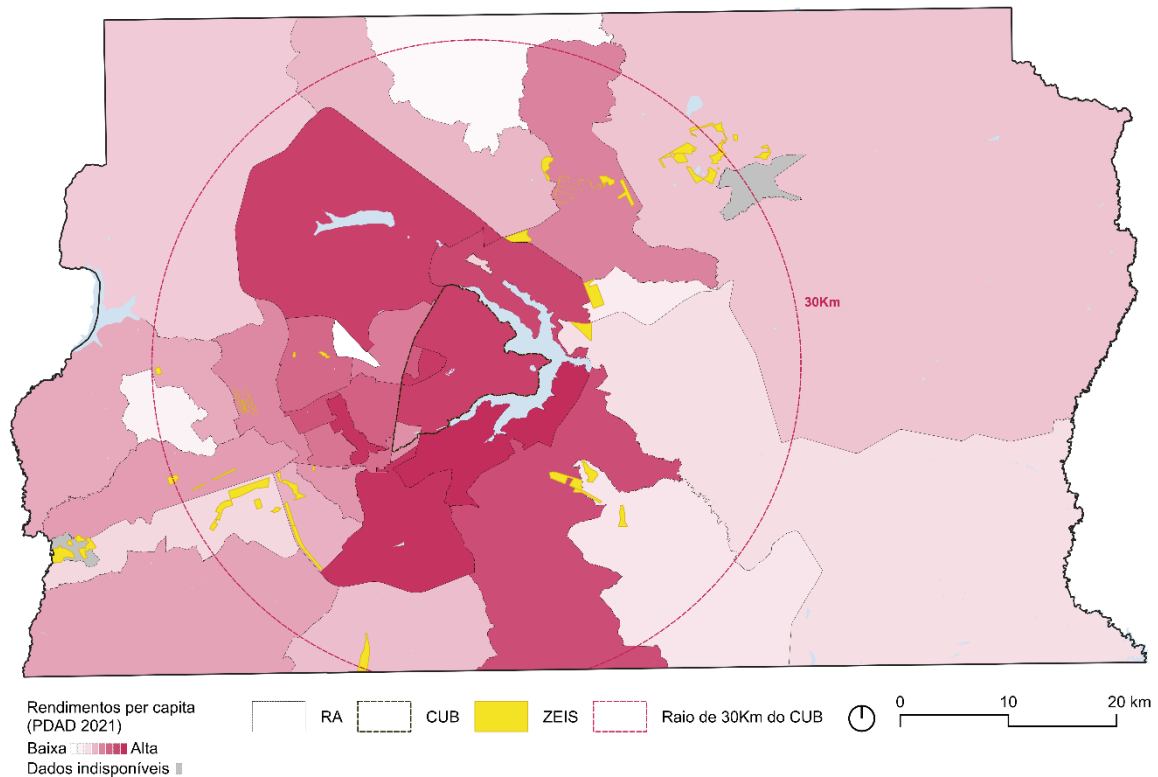 30Km
Rendimentos per capita
(PDAD 2021)
Baixa Alta
Dados indisponíveis
RA
CUB
ZEIS
Raio de 30Km do CUB
0 10 20 km